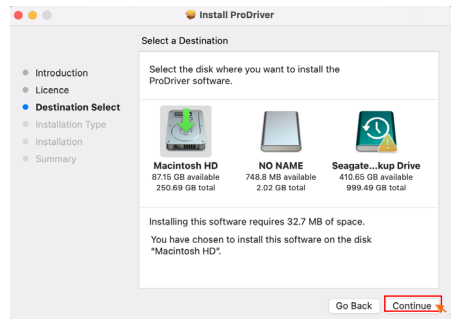 Install ProDriver
Select a Destination
Introduction
Licence
Destination Select
Installation Type
Installation
Summary
Select the disk where you want to install the
ProDriver software.
Macintosh HD
87.15 GB available
250.69 GB total
NO NAME
748.8 MB available
2.02 GB total
Seagate...kup Drive
410.65 GB available
999.49 GB total
Installing this software requires 32.7 MB of space.
You have chosen to install this software on the disk
“Macintosh HD”.
Go Back
Continue